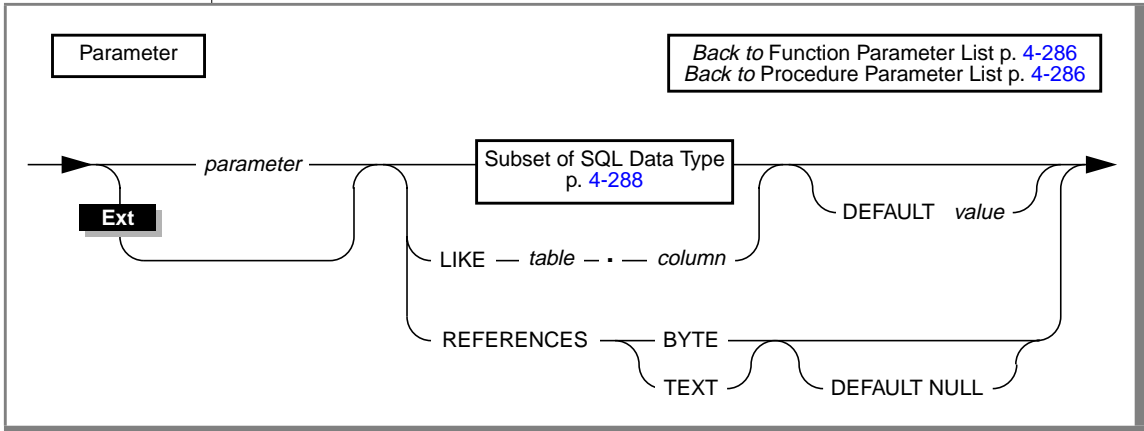 Parameter
Back to Function Parameter List p. 4-286
Back to Procedure Parameter List p. 4-286
parameter
Subset of SQL Data Type
p. 4-288
Ext
DEFAULT value
LIKE table . column
REFERENCES BYTE
TEXT
DEFAULT NULL